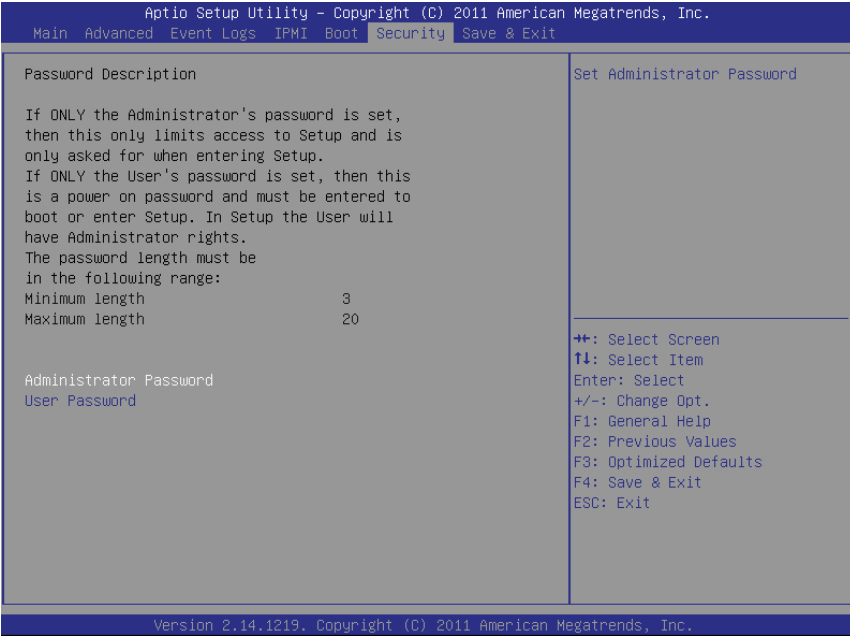 Aptio Setup Utility – Copyright (C) 2011 American Megatrends, Inc.
Main Advanced Event Logs IPMI Boot Security Save & Exit
Password Description
If ONLY the Administrator's password is set,
then this only limits access to Setup and is
only asked for when entering Setup.
If ONLY the User's password is set, then this
is a power on password and must be entered to
boot or enter Setup. In Setup the User will
have Administrator rights.
The password length must be
in the following range:
Minimum length 3
Maximum length 20
Administrator Password
User Password
Set Administrator Password
→←: Select Screen
↑↓: Select Item
Enter: Select
+/-: Change Opt.
F1: General Help
F2: Previous Values
F3: Optimized Defaults
F4: Save & Exit
ESC: Exit
Version 2.14.1219. Copyright (C) 2011 American Megatrends, Inc.